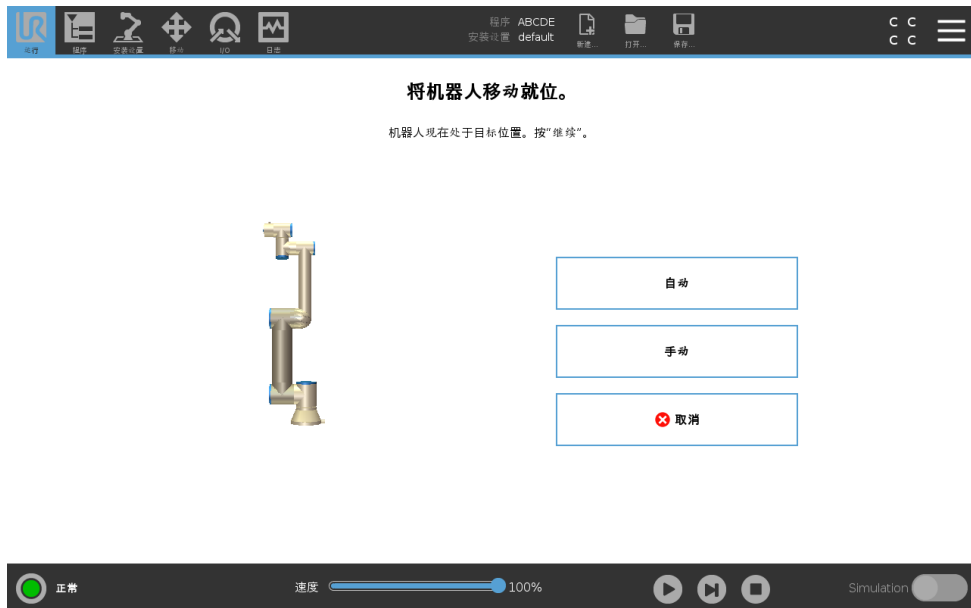 程序 ABCDE
安装设置 default
C C
C C
运行
程序
安装设置
移动
I/O
日志
新建...
打开...
保存...
将机器人移动就位。
机器人现在处于目标位置。按“继续”。
自动
手动
取消
正常
速度
100%
Simulation